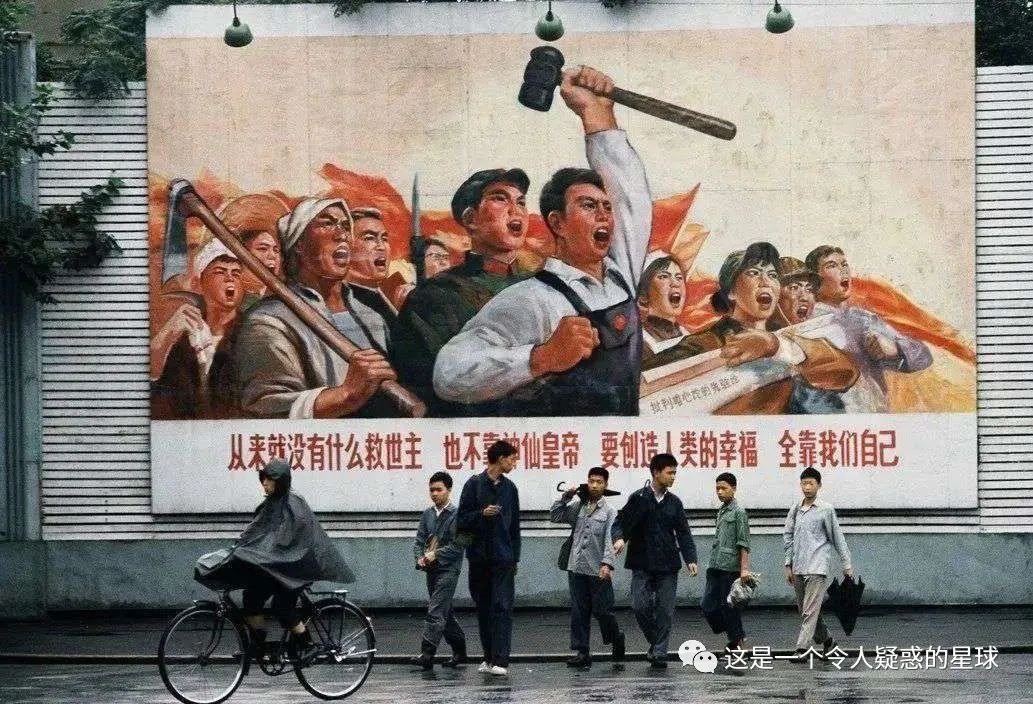 从来就没有什么救世主 也不靠神仙皇帝 要创造人类的幸福 全靠我们自己
这是一个令人疑惑的星球